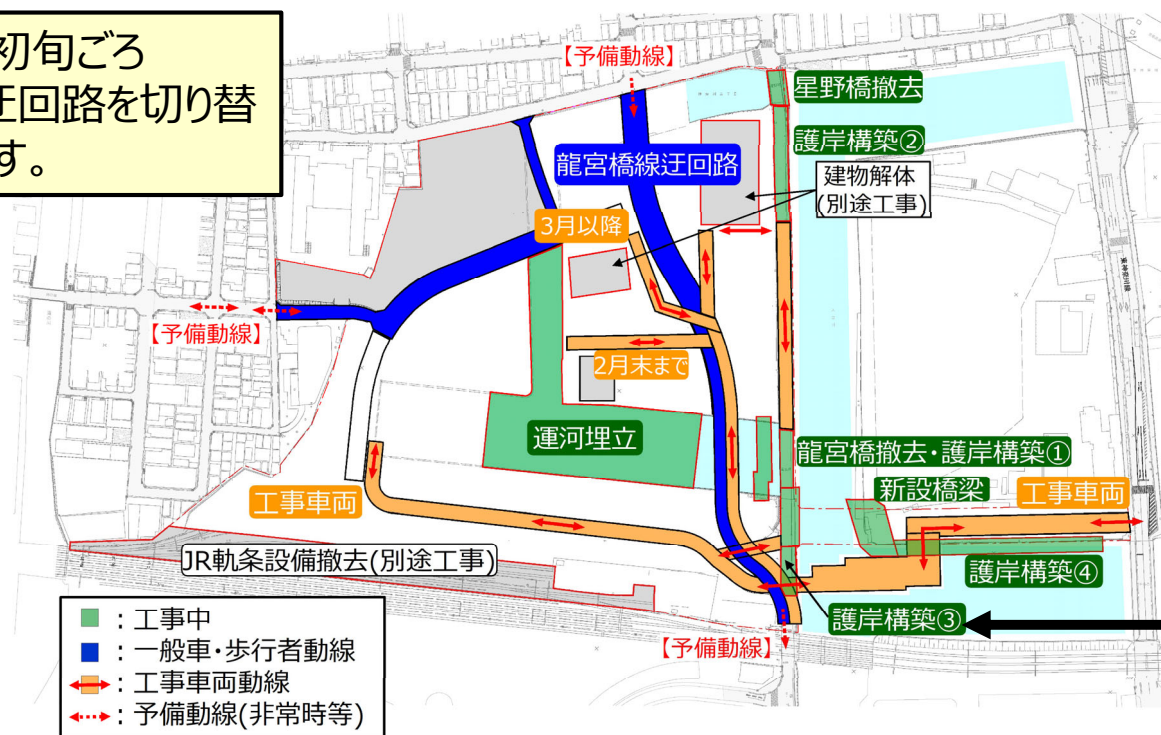 初旬ごろ
迂回路を切り替
す。
【予備動線】
星野橋撤去
護岸構築②
龍宮橋線迂回路
建物解体
(別途工事)
3月以降
【予備動線】
2月末まで
運河埋立
龍宮橋撤去・護岸構築①
新設橋梁
工事車両
工事車両
JR軌条設備撤去(別途工事)
護岸構築④
護岸構築③
【予備動線】
：工事中
：一般車・歩行者動線
：工事車両動線
：予備動線(非常時等)